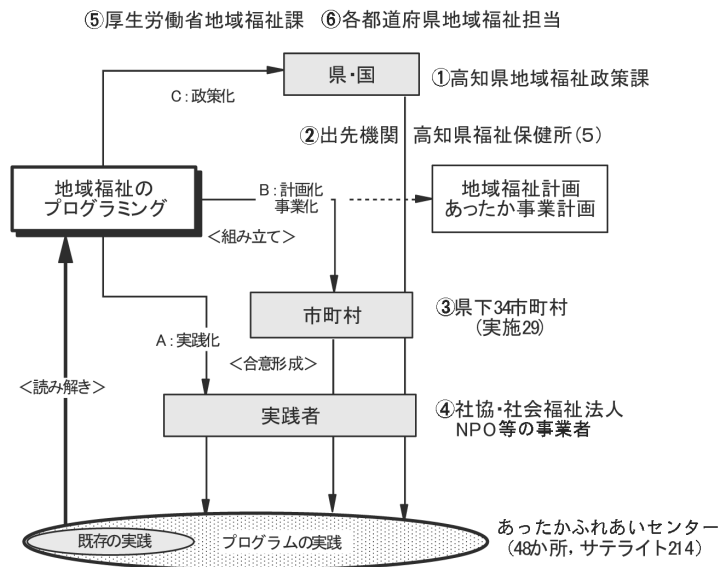 ⑤厚生労働省地域福祉課 ⑥各都道府県地域福祉担当
県・国
①高知県地域福祉政策課
C：政策化
②出先機関 高知県福祉保健所(5)
地域福祉の
プログラミング
B：計画化
事業化
地域福祉計画
あったか事業計画
＜組み立て＞
市町村
③県下34市町村
(実施29)
A：実践化
＜合意形成＞
＜読み解き＞
実践者
④社協・社会福祉法人
NPO等の事業者
既存の実践
プログラムの実践
あったかふれあいセンター
(48か所，サテライト214)